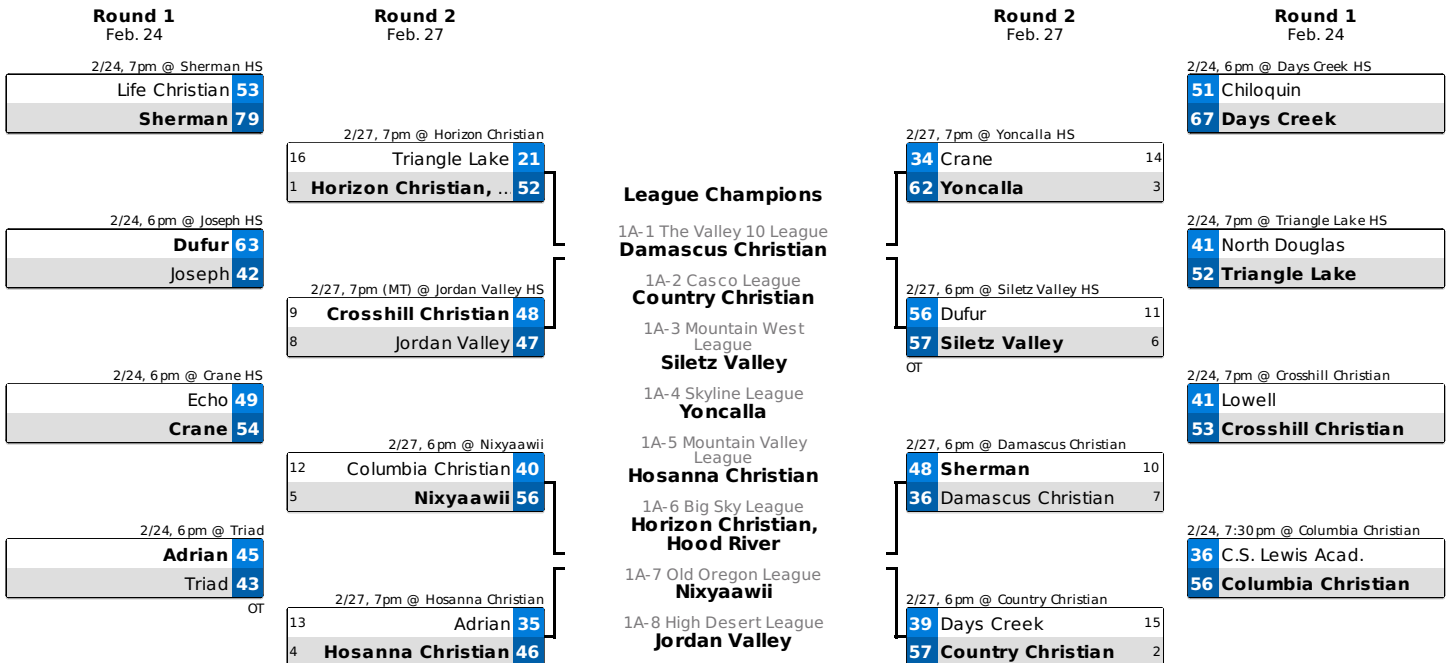 Round 1
Feb. 24
2/24, 7pm @ Sherman HS
Life Christian 53
Sherman 79
2/24, 6pm @ Joseph HS
Dufur 63
Joseph 42
2/24, 6pm @ Crane HS
Echo 49
Crane 54
2/24, 6pm @ Triad
Adrian 45
Triad 43
OT
Round 2
Feb. 27
2/27, 7pm @ Horizon Christian
16 Triangle Lake 21
1 Horizon Christian, ... 52
2/27, 7pm (MT) @ Jordan Valley HS
9 Crosshill Christian 48
8 Jordan Valley 47
2/27, 6pm @ Nixyaawii
12 Columbia Christian 40
5 Nixyaawii 56
2/27, 7pm @ Hosanna Christian
13 Adrian 35
4 Hosanna Christian 46
League Champions
1A-1 The Valley 10 League
Damascus Christian
1A-2 Casco League
Country Christian
1A-3 Mountain West
League
Siletz Valley
1A-4 Skyline League
Yoncalla
1A-5 Mountain Valley
League
Hosanna Christian
1A-6 Big Sky League
Horizon Christian,
Hood River
1A-7 Old Oregon League
Nixyaawii
1A-8 High Desert League
Jordan Valley
Round 2
Feb. 27
2/27, 7pm @ Yoncalla HS
34 Crane 14
62 Yoncalla 3
2/27, 6pm @ Siletz Valley HS
56 Dufur 11
57 Siletz Valley 6
OT
2/27, 6pm @ Damascus Christian
48 Sherman 10
36 Damascus Christian 7
2/27, 6pm @ Country Christian
39 Days Creek 15
57 Country Christian 2
Round 1
Feb. 24
2/24, 6pm @ Days Creek HS
51 Chiloquin
67 Days Creek
2/24, 7pm @ Triangle Lake HS
41 North Douglas
52 Triangle Lake
2/24, 7pm @ Crosshill Christian
41 Lowell
53 Crosshill Christian
2/24, 7:30pm @ Columbia Christian
36 C.S. Lewis Acad.
56 Columbia Christian